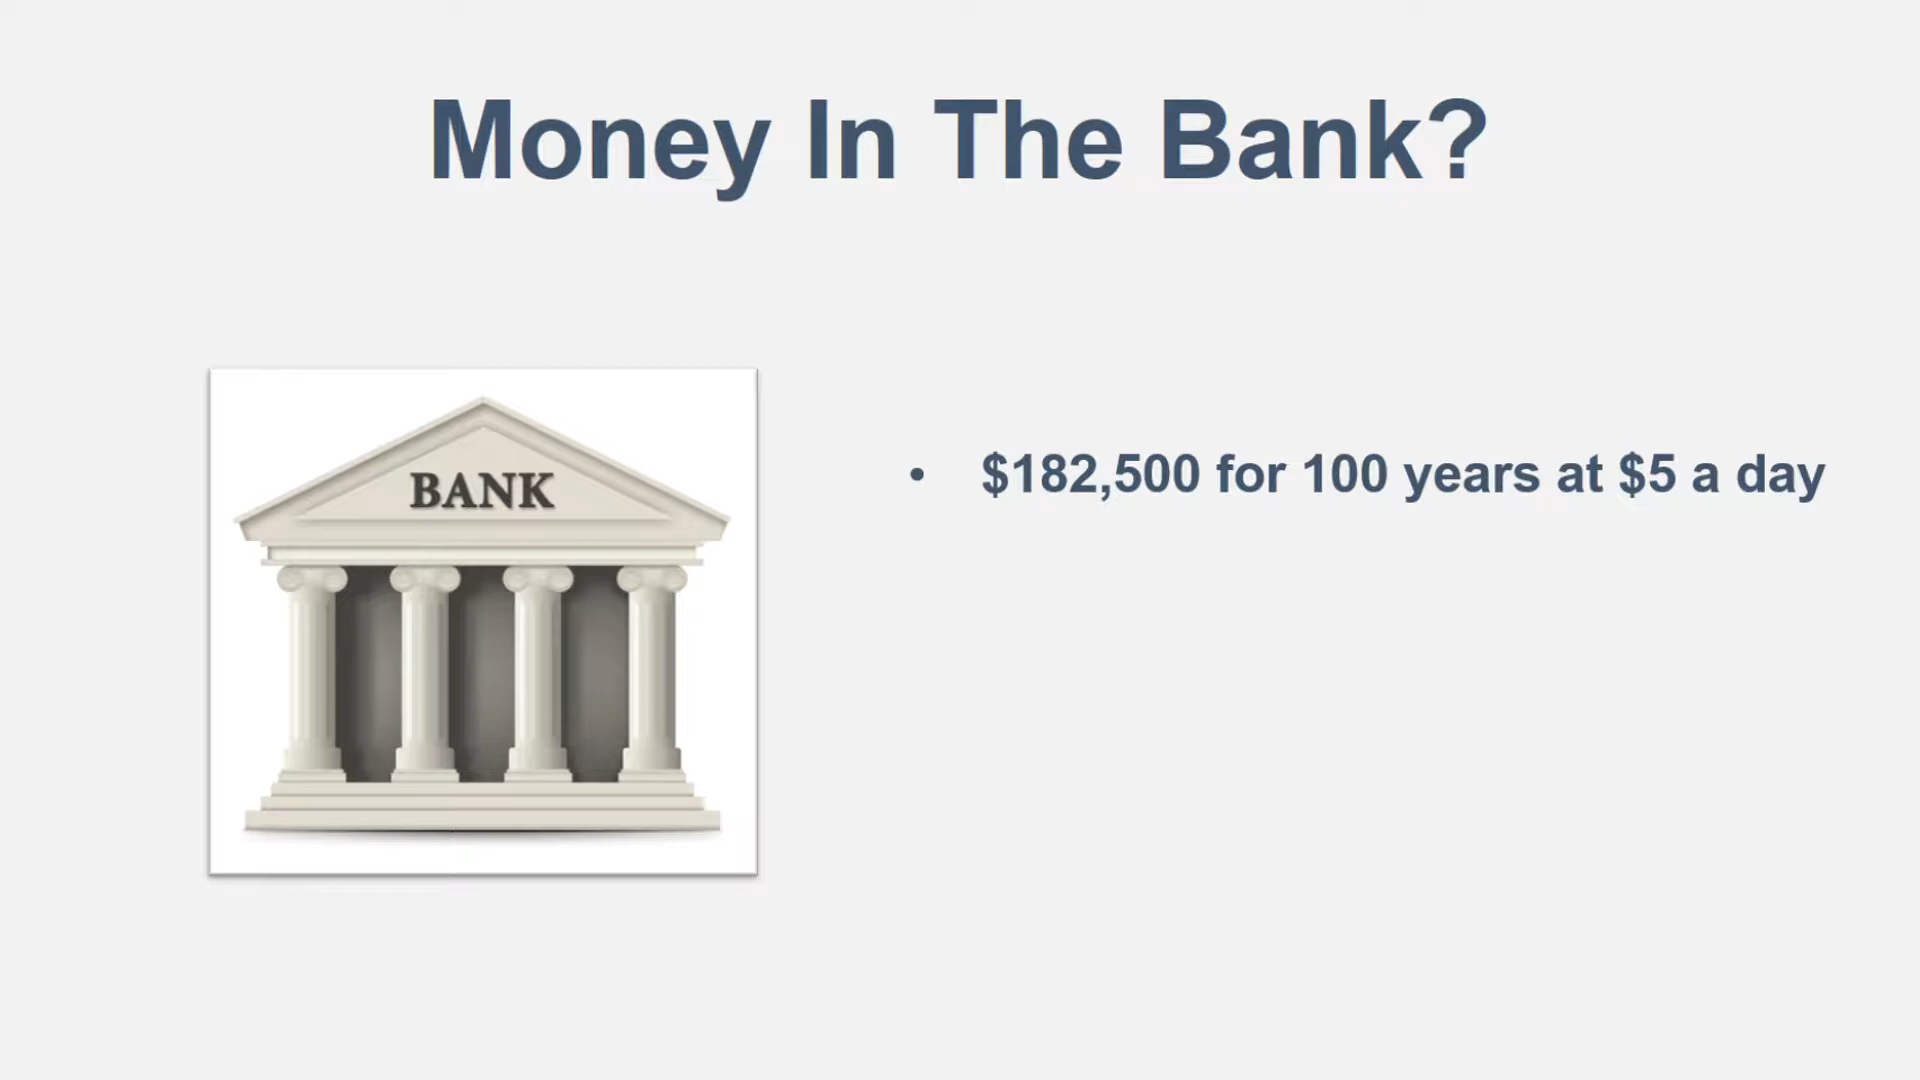 Money In The Bank?
BANK
• $182,500 for 100 years at $5 a day